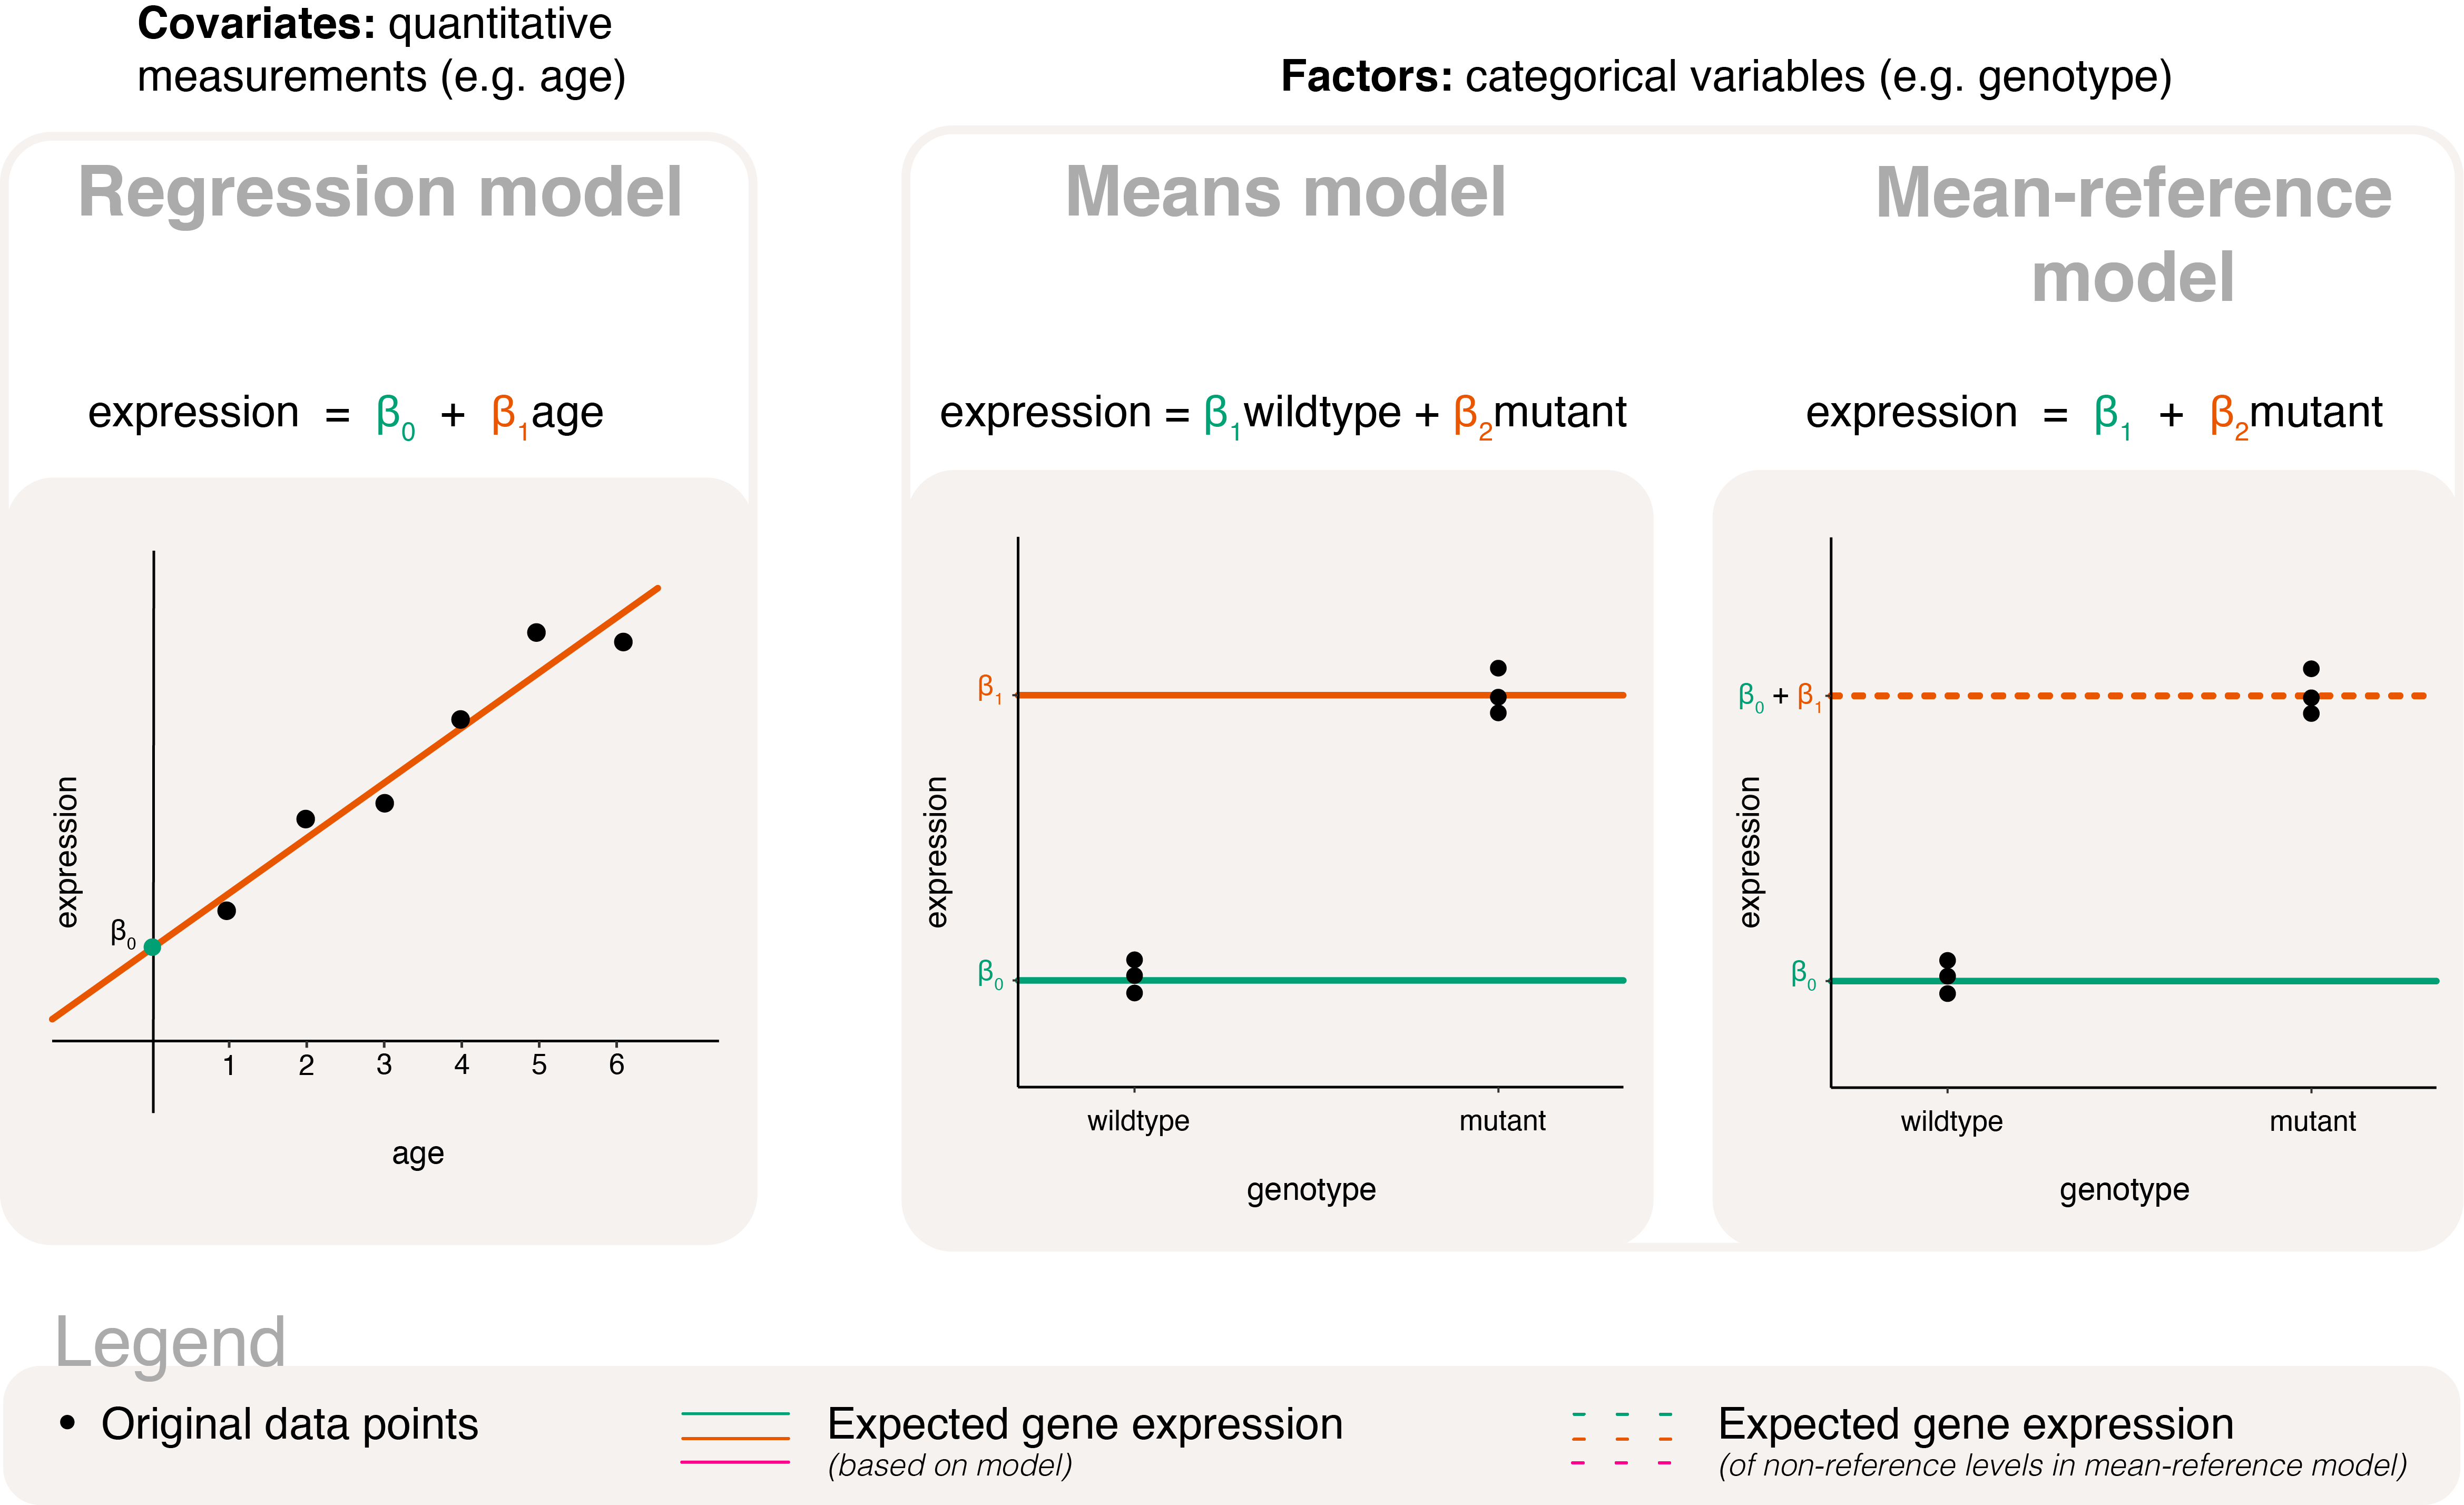 Covariates: quantitative
measurements (e.g. age)
Factors: categorical variables (e.g. genotype)
Regression model
expression = β0 + β1age
expression
β0
1 2 3 4 5 6
age
Means model
expression = β1wildtype + β2mutant
β1
expression
β0
wildtype mutant
genotype
Mean-reference
model
expression = β1 + β2mutant
β0 + β1
expression
β0
wildtype mutant
genotype
Legend
Original data points
Expected gene expression
(based on model)
Expected gene expression
(of non-reference levels in mean-reference model)